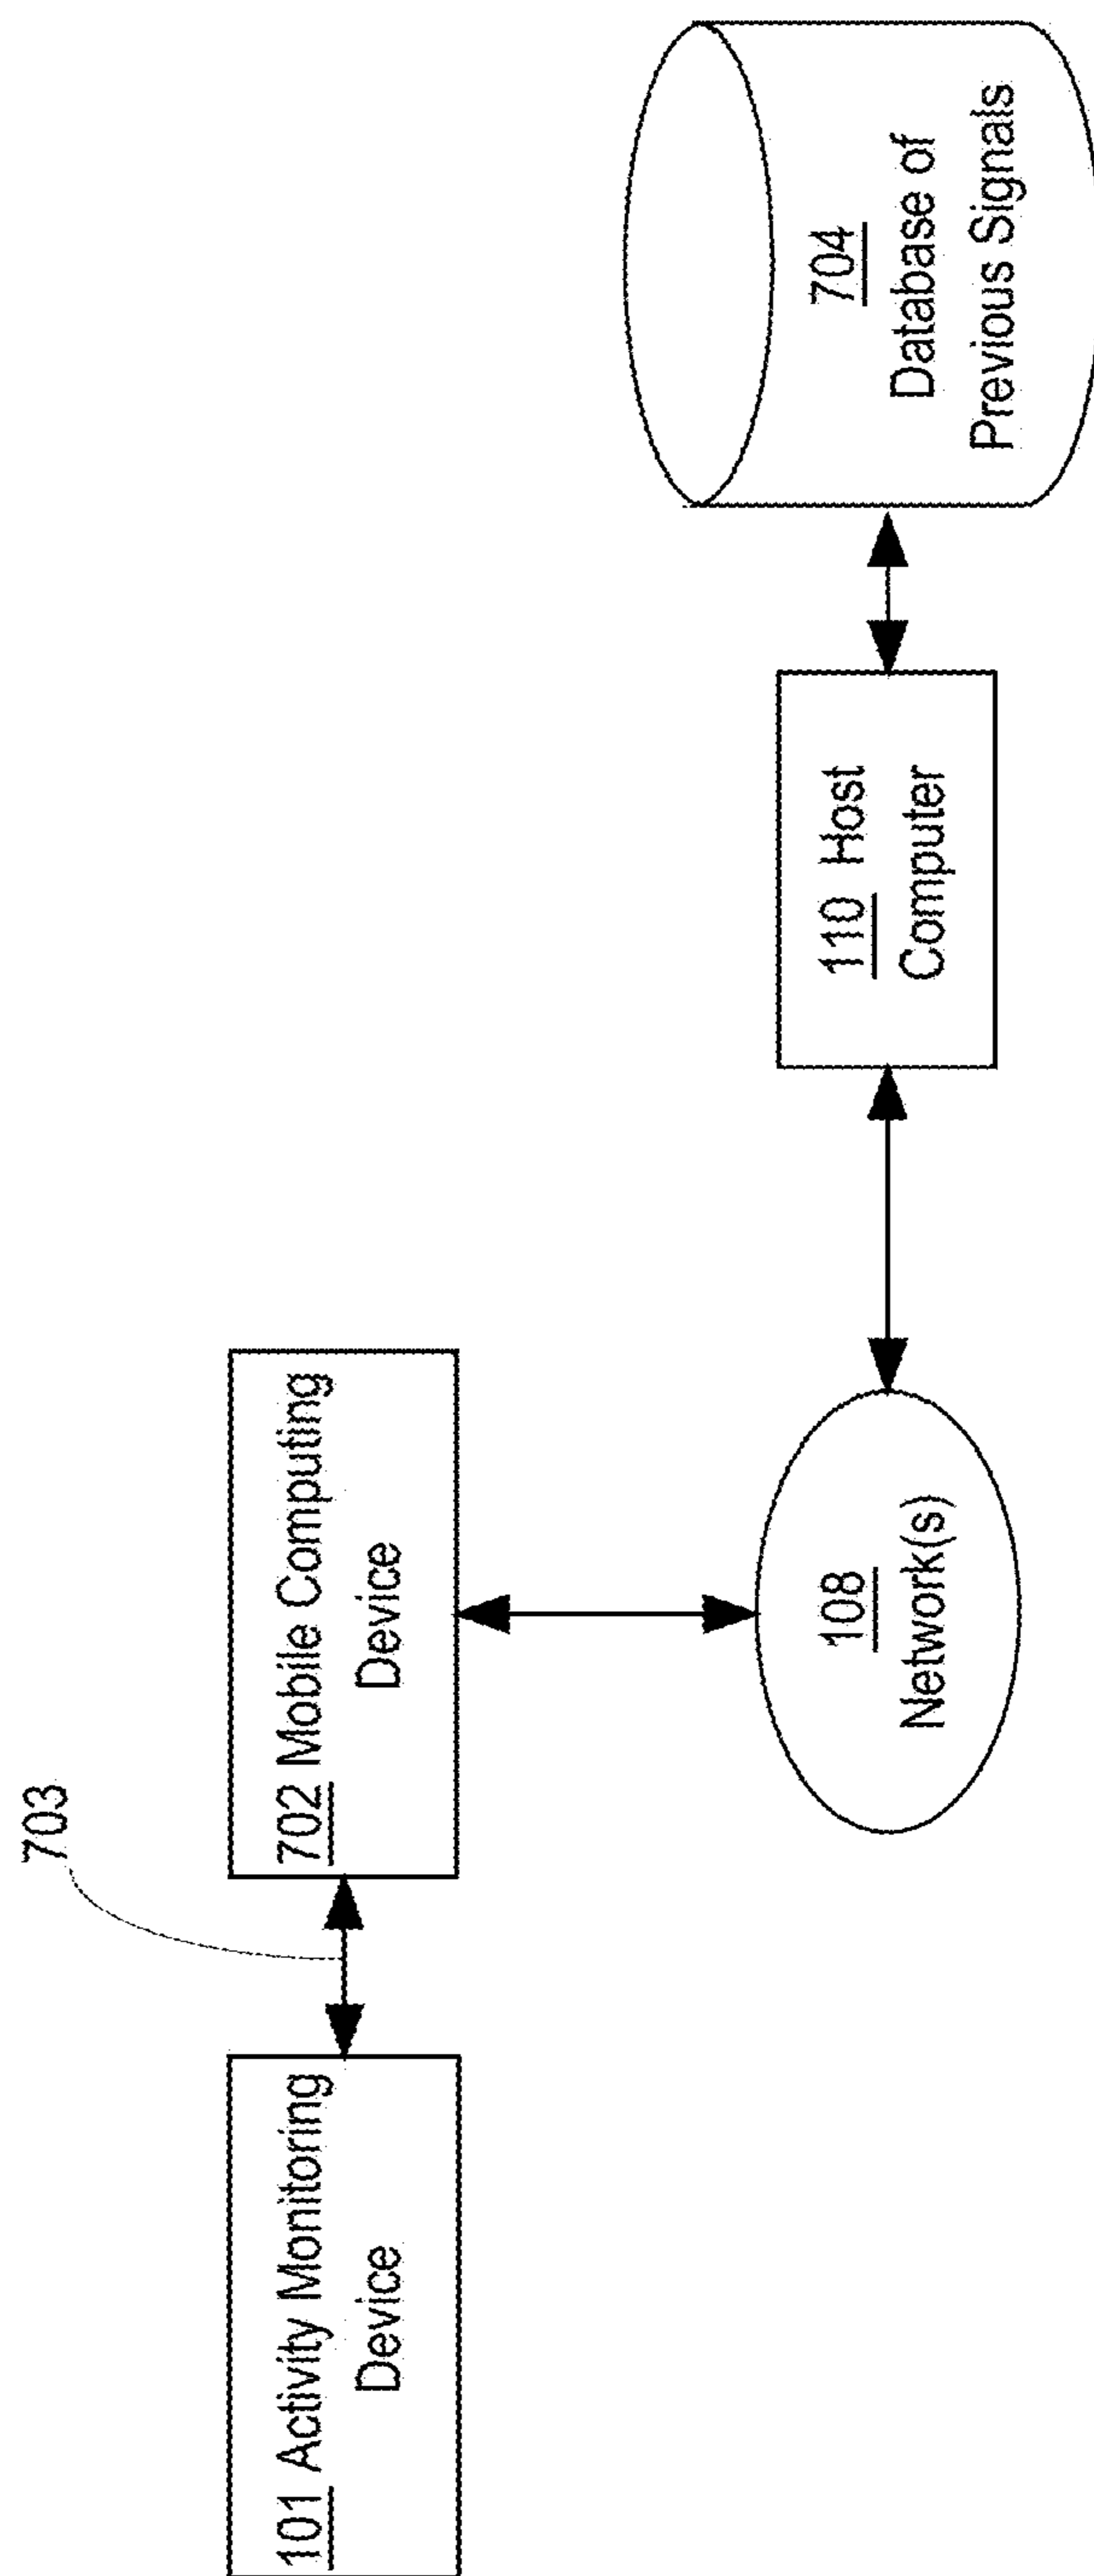 703
101 Activity Monitoring
Device
702 Mobile Computing
Device
108
Network(s)
110 Host
Computer
704
Database of
Previous Signals